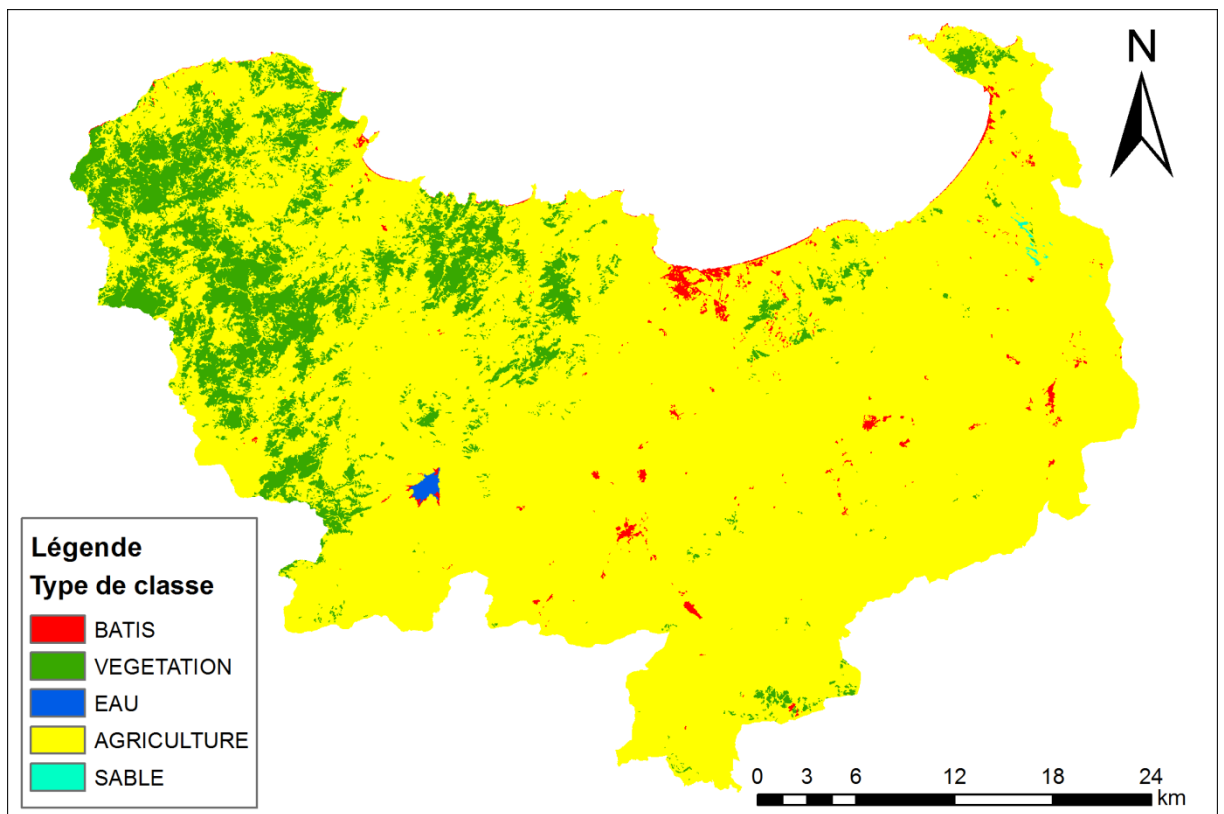 N
Légende
Type de classe
BATIS
VEGETATION
EAU
AGRICULTURE
SABLE
0 3 6 12 18 24
km